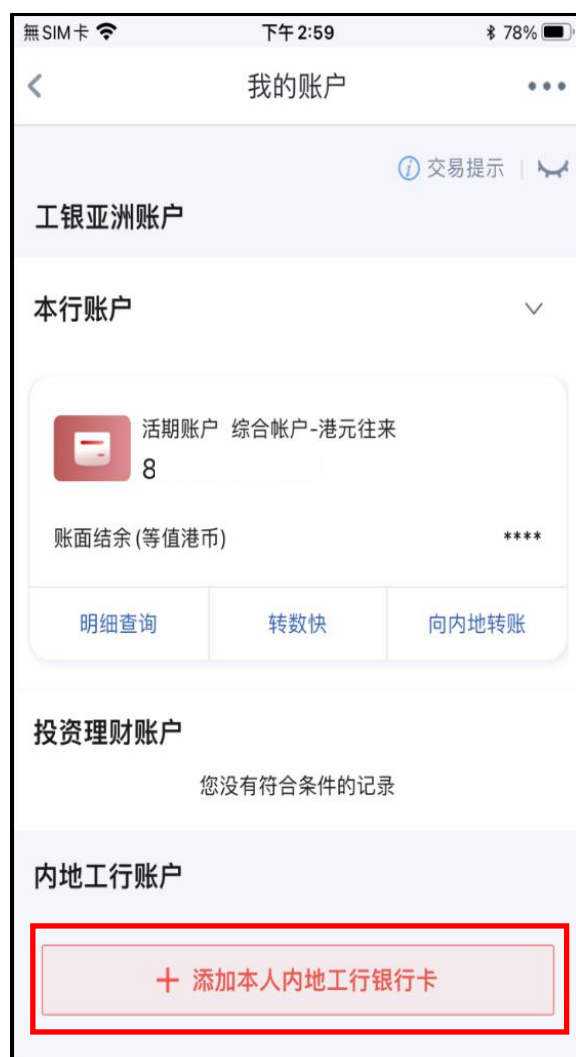 無SIM卡 下午2:59 78%
我的账户
交易提示
工银亚洲账户
本行账户
活期账户 综合帐户-港元往来
8
账面结余(等值港币) ****
明细查询 转数快 向内地转账
投资理财账户
您没有符合条件的记录
内地工行账户
+ 添加本人内地工行银行卡